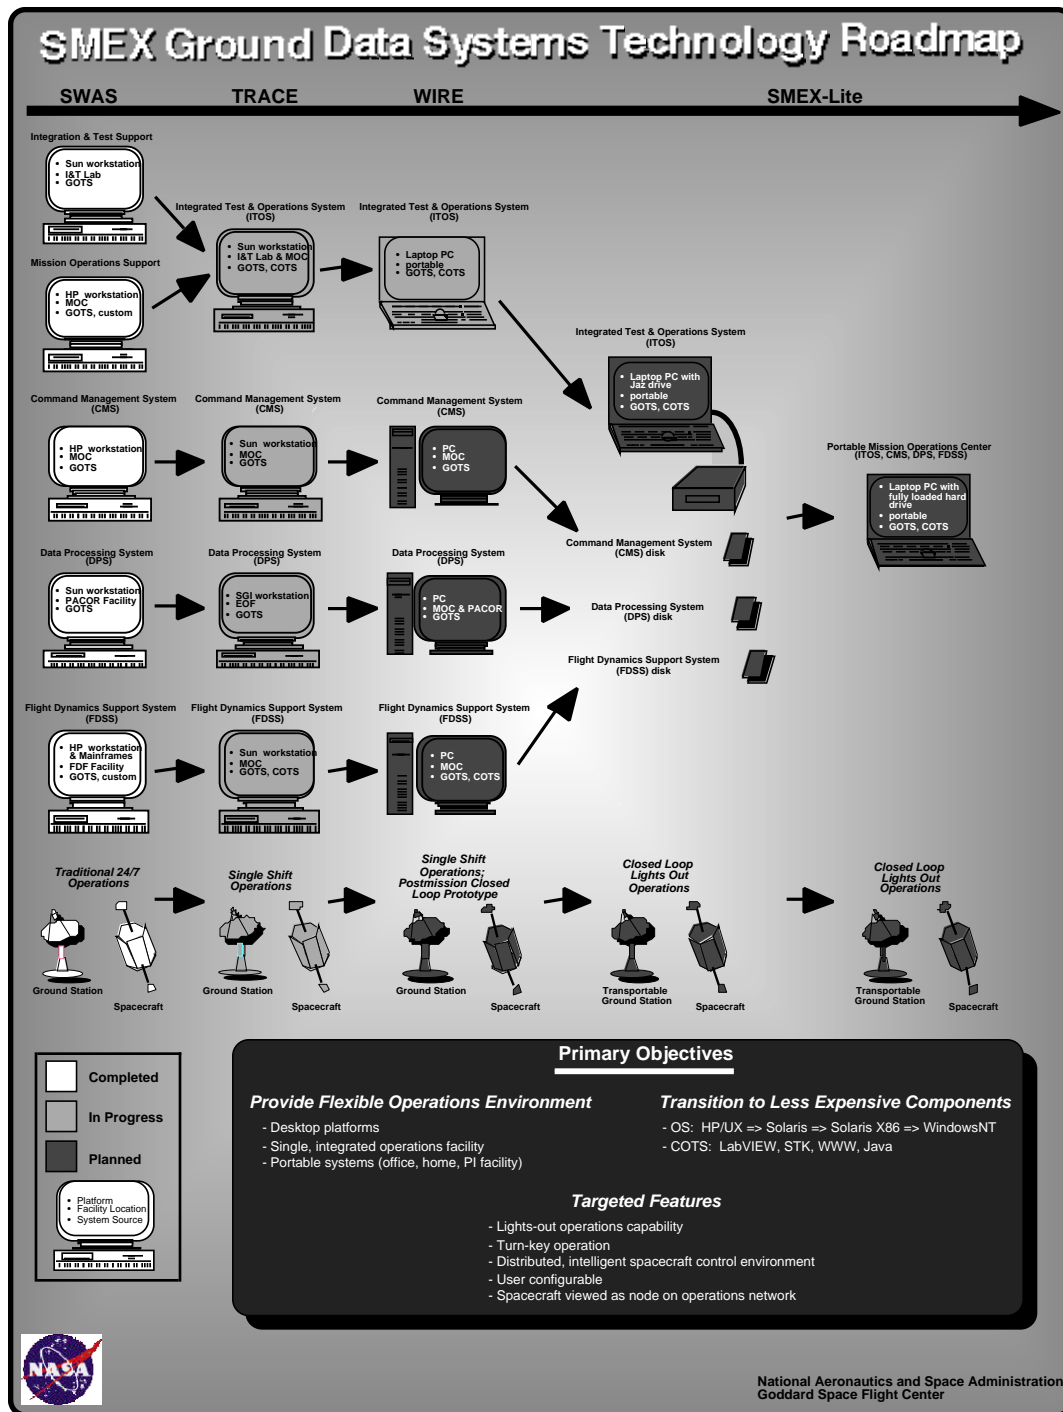 SMEX Ground Data Systems Technology Roadmap
SWAS
TRACE
WIRE
SMEX-Lite
Integration & Test Support
• Sun workstation
• I&T Lab
• GOTS
Mission Operations Support
• HP workstation
• MOC
• GOTS, custom
Integrated Test & Operations System
(ITOS)
• Sun workstation
• I&T Lab & MOC
• GOTS, COTS
Integrated Test & Operations System
(ITOS)
• Laptop PC
• portable
• GOTS, COTS
Integrated Test & Operations System
(ITOS)
• Laptop PC with
Jaz drive
• portable
• GOTS, COTS
Command Management System
(CMS)
• HP workstation
• MOC
• GOTS
Command Management System
(CMS)
• Sun workstation
• MOC
• GOTS
Command Management System
(CMS)
• PC
• MOC
• GOTS
Portable Mission Operations Center
(ITOS, CMS, DPS, FDSS)
• Laptop PC with
fully loaded hard
drive
• portable
• GOTS, COTS
Command Management System
(CMS) disk
Data Processing System
(DPS)
• Sun workstation
• PACOR Facility
• GOTS
Data Processing System
(DPS)
• SGI workstation
• EOF
• GOTS
Data Processing System
(DPS)
• PC
• MOC & PACOR
• GOTS
Data Processing System
(DPS) disk
Flight Dynamics Support System
(FDSS) disk
Flight Dynamics Support System
(FDSS)
• HP workstation
& Mainframes
• FDF Facility
• GOTS, custom
Flight Dynamics Support System
(FDSS)
• Sun workstation
• MOC
• GOTS, COTS
Flight Dynamics Support System
(FDSS)
• PC
• MOC
• GOTS, COTS
Traditional 24/7
Operations
Ground Station
Spacecraft
Single Shift
Operations
Ground Station
Spacecraft
Single Shift
Operations;
Postmission Closed
Loop Prototype
Ground Station
Spacecraft
Closed Loop
Lights Out
Operations
Transportable
Ground Station
Spacecraft
Closed Loop
Lights Out
Operations
Transportable
Ground Station
Spacecraft
Completed
In Progress
Planned
• Platform
• Facility Location
• System Source
Primary Objectives
Provide Flexible Operations Environment
- Desktop platforms
- Single, integrated operations facility
- Portable systems (office, home, PI facility)
Transition to Less Expensive Components
- OS: HP/UX => Solaris => Solaris X86 => WindowsNT
- COTS: LabVIEW, STK, WWW, Java
Targeted Features
- Lights-out operations capability
- Turn-key operation
- Distributed, intelligent spacecraft control environment
- User configurable
- Spacecraft viewed as node on operations network
NASA
National Aeronautics and Space Administration
Goddard Space Flight Center